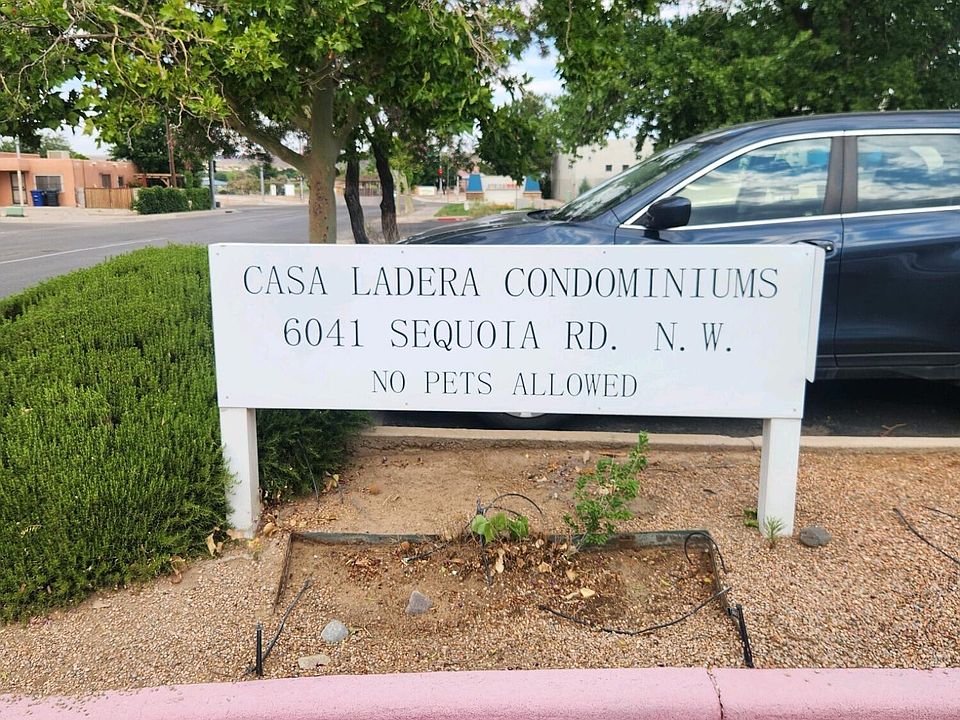 CASA LADERA CONDOMINIUMS
6041 SEQUOIA RD. N.W.
NO PETS ALLOWED